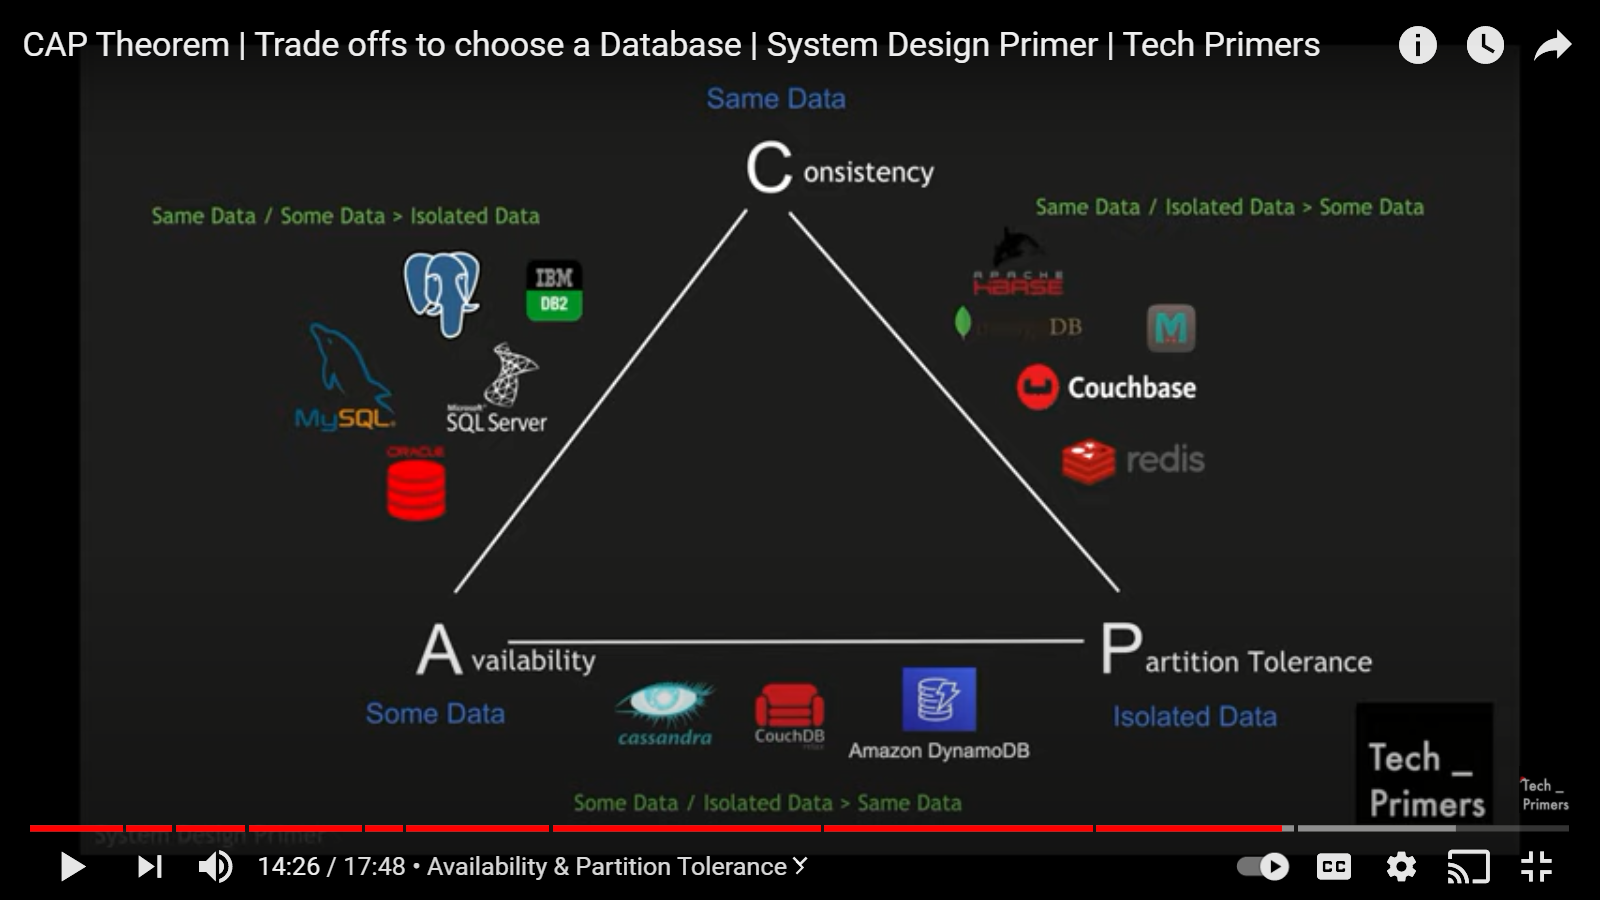 CAP Theorem | Trade offs to choose a Database | System Design Primer | Tech Primers
Same Data
Consistency
Same Data / Some Data > Isolated Data
Same Data / Isolated Data > Some Data
IBM
DB2
APACHE
HBASE
mongoDB
M
Couchbase
MySQL
Microsoft
SQL Server
ORACLE
redis
Availability
Partition Tolerance
Some Data
Isolated Data
cassandra
CouchDB
relax
Amazon DynamoDB
Tech _
Primers
Tech _
Primers
Some Data / Isolated Data > Same Data
System Design Primer
14:26 / 17:48 • Availability & Partition Tolerance
CC